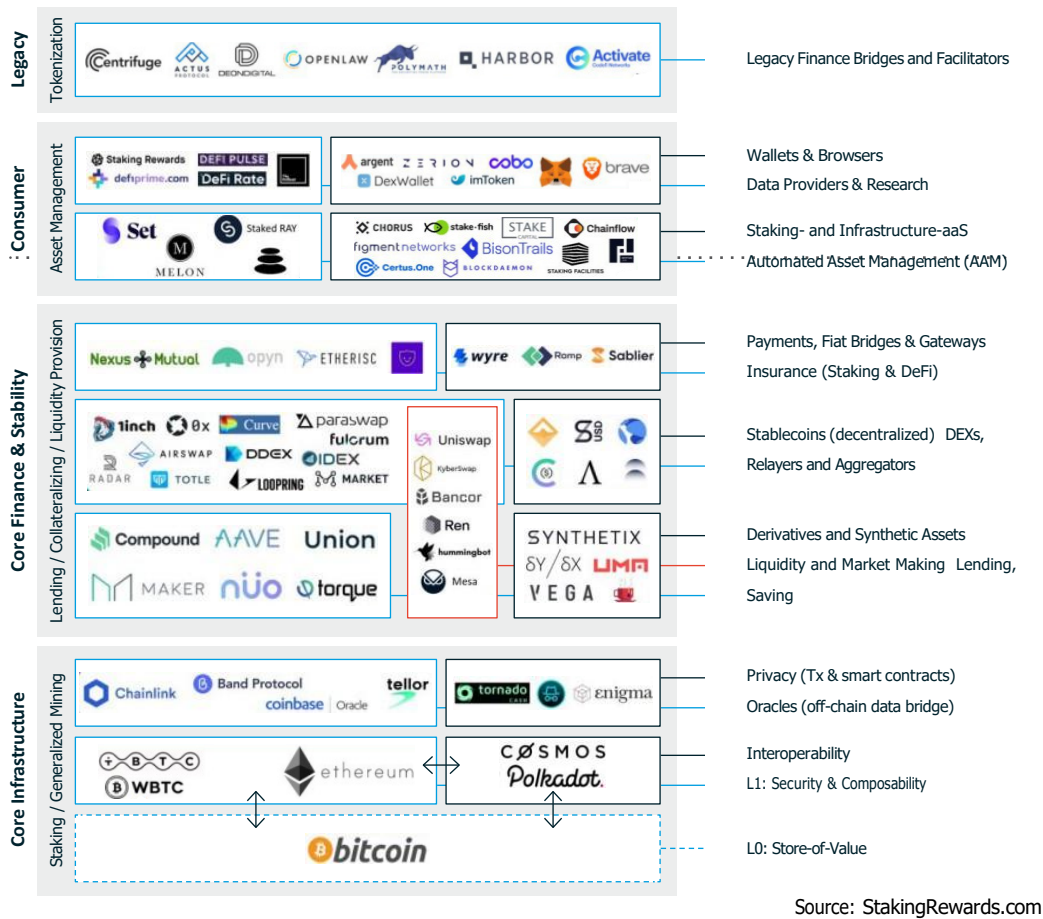 Legacy
Tokenization
Centrifuge
ACTUS
PROTOCOL
DEONDIGITAL
OPENLAW
POLYMATH
HARBOR
Activate
Legacy Finance Bridges and Facilitators
Consumer
Asset Management
Staking Rewards
DEFI PULSE
defiprime.com
DeFi Rate
argent
ZERION
cobo
DexWallet
imToken
brave
Wallets & Browsers
Data Providers & Research
Set
M
MELON
Staked RAY
CHORUS
stake·fish
STAKE
CAPITAL
Chainflow
figment networks
BisonTrails
Certus.One
BLOCKDAEMON
STAKING FACILITIES
Staking- and Infrastructure-aaS
Automated Asset Management (AAM)
Core Finance & Stability
Lending / Collateralizing / Liquidity Provision
Nexus Mutual
opyn
ETHERISC
wyre
Ramp
Sablier
Payments, Fiat Bridges & Gateways
Insurance (Staking & DeFi)
1inch
0x
Curve
paraswap
fulcrum
AIRSWAP
DDEX
IDEX
RADAR
TOTLE
LOOPRING
MARKET
Uniswap
KyberSwap
Bancor
Ren
hummingbot
Mesa
S USD
Λ
Stablecoins (decentralized) DEXs,
Relayers and Aggregators
Compound
AAVE
Union
MAKER
nüo
torque
SYNTHETIX
δY/δX
UMA
VEGA
Derivatives and Synthetic Assets
Liquidity and Market Making Lending,
Saving
Core Infrastructure
Staking / Generalized Mining
Chainlink
Band Protocol
coinbase | Oracle
tellor
tornado
CASH
enigma
Privacy (Tx & smart contracts)
Oracles (off-chain data bridge)
T B T C
WBTC
ethereum
COSMOS
Polkadot.
Interoperability
L1: Security & Composability
bitcoin
L0: Store-of-Value
Source: StakingRewards.com